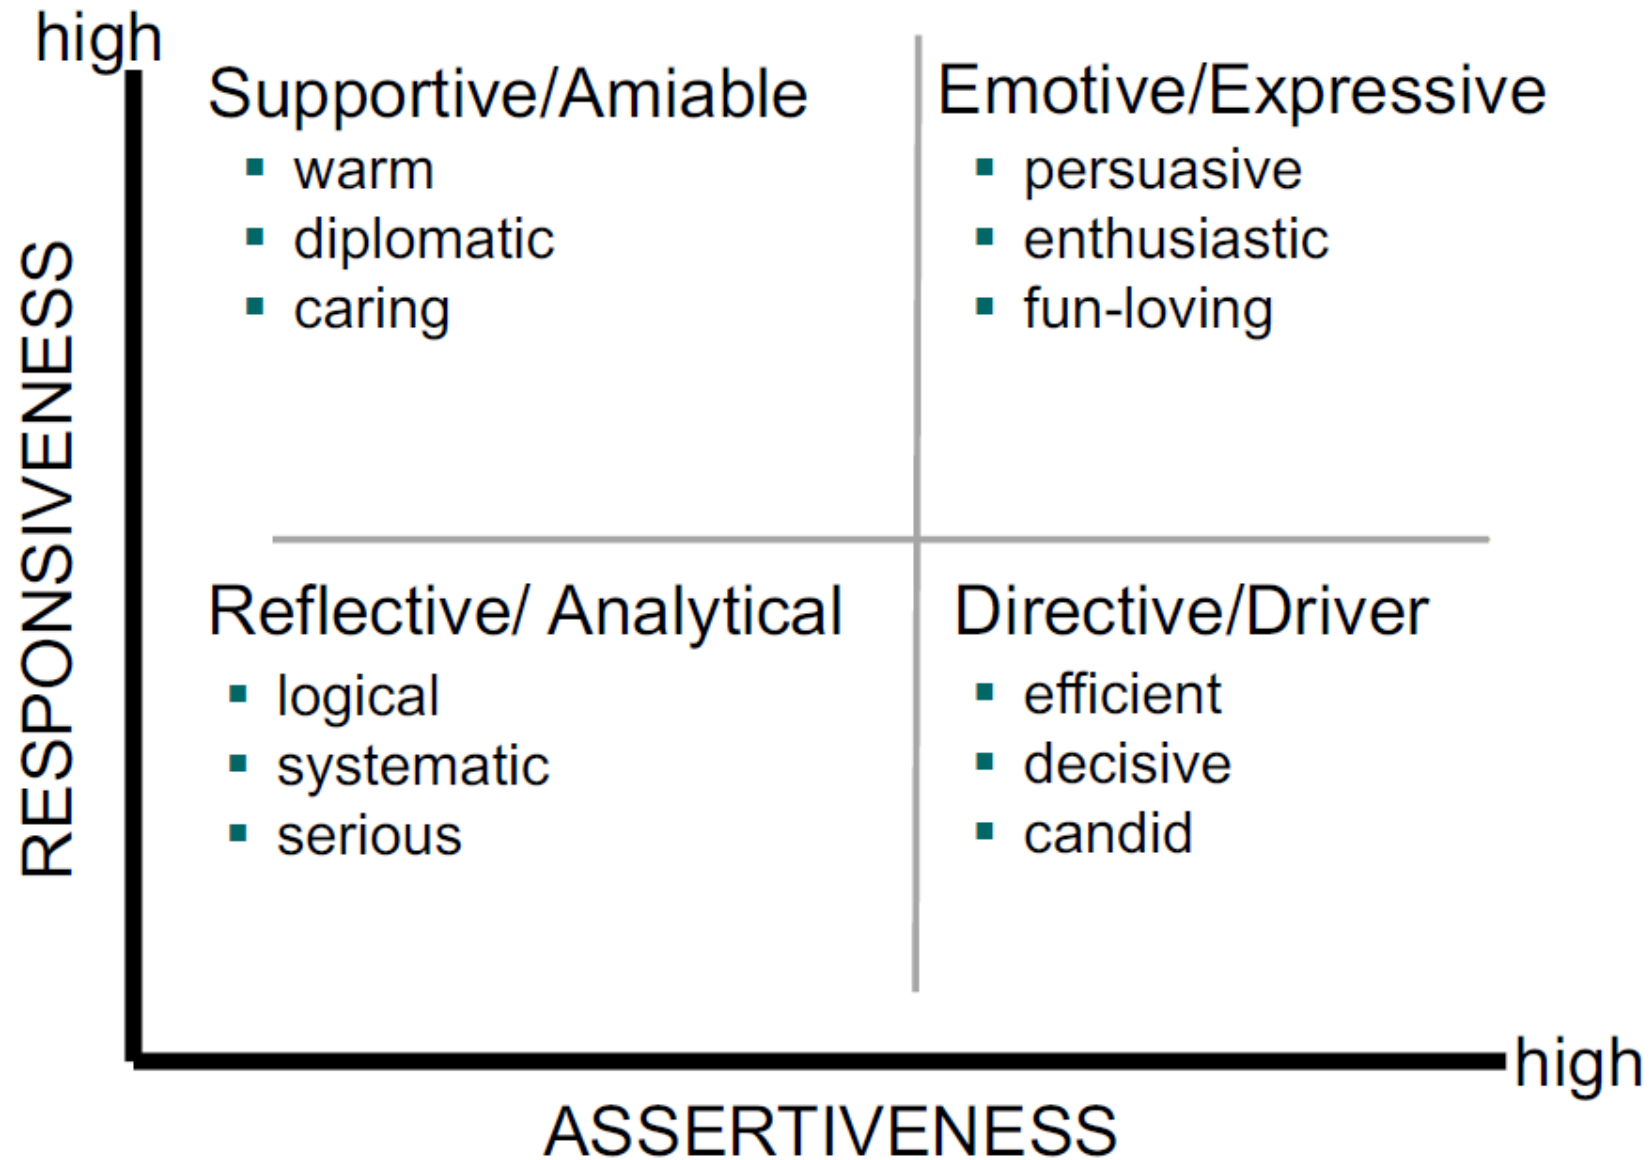 high
Supportive/Amiable
▪ warm
▪ diplomatic
▪ caring
Emotive/Expressive
▪ persuasive
▪ enthusiastic
▪ fun-loving
RESPONSIVENESS
Reflective/ Analytical
▪ logical
▪ systematic
▪ serious
Directive/Driver
▪ efficient
▪ decisive
▪ candid
high
ASSERTIVENESS